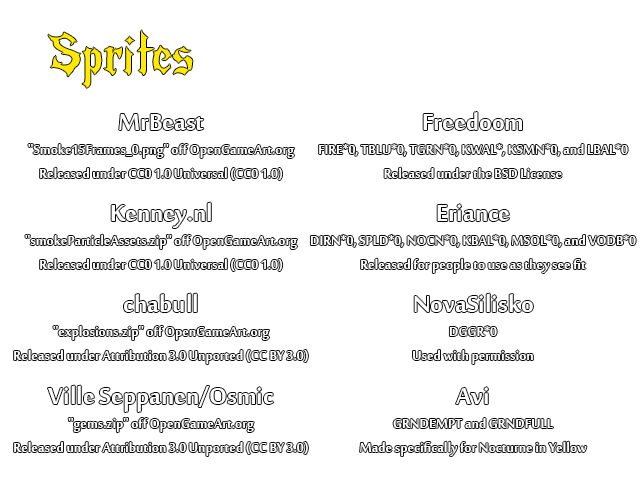 Sprites
MrBeast
"Smoke15Frames_0.png" off OpenGameArt.org
Released under CC0 1.0 Universal (CC0 1.0)
Kenney.nl
"smokeParticleAssets.zip" off OpenGameArt.org
Released under CC0 1.0 Universal (CC0 1.0)
chabull
"explosions.zip" off OpenGameArt.org
Released under Attribution 3.0 Unported (CC BY 3.0)
Ville Seppanen/Osmic
"gems.zip" off OpenGameArt.org
Released under Attribution 3.0 Unported (CC BY 3.0)
Freedoom
FIRE*0, TBLU*0, TGRN*0, KWAL*, KSMN*0, and LBAL*0
Released under the BSD License
Eriance
DIRN*0, SPLD*0, NOCN*0, KBAL*0, MSOL*0, and VODB*0
Released for people to use as they see fit
NovaSilisko
DGGR*0
Used with permission
Avi
GRNDEMPT and GRNDFULL
Made specifically for Nocturne in Yellow